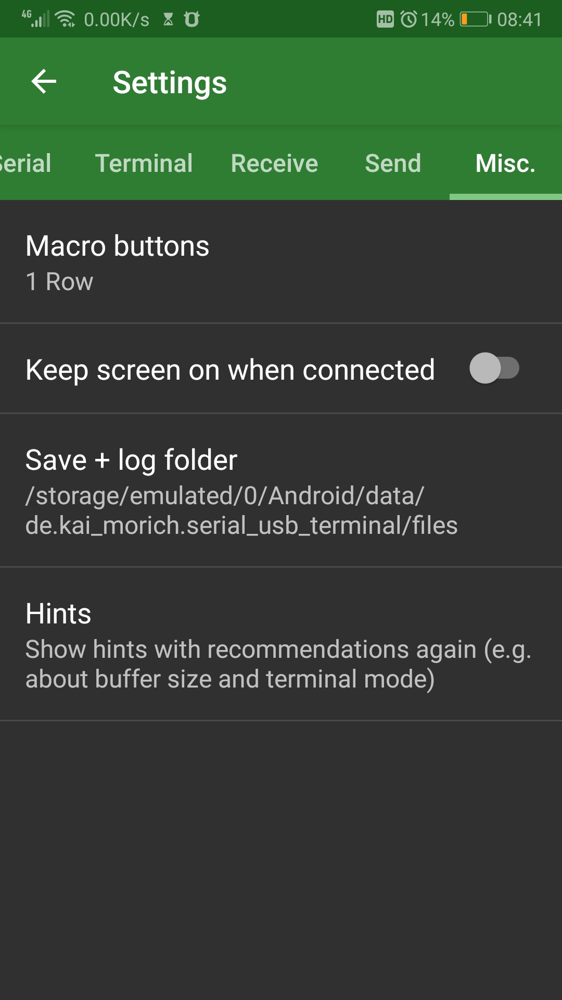 4G 0.00K/s HD 14% 08:41
Settings
Serial Terminal Receive Send Misc.
Macro buttons
1 Row
Keep screen on when connected
Save + log folder
/storage/emulated/0/Android/data/
de.kai_morich.serial_usb_terminal/files
Hints
Show hints with recommendations again (e.g.
about buffer size and terminal mode)